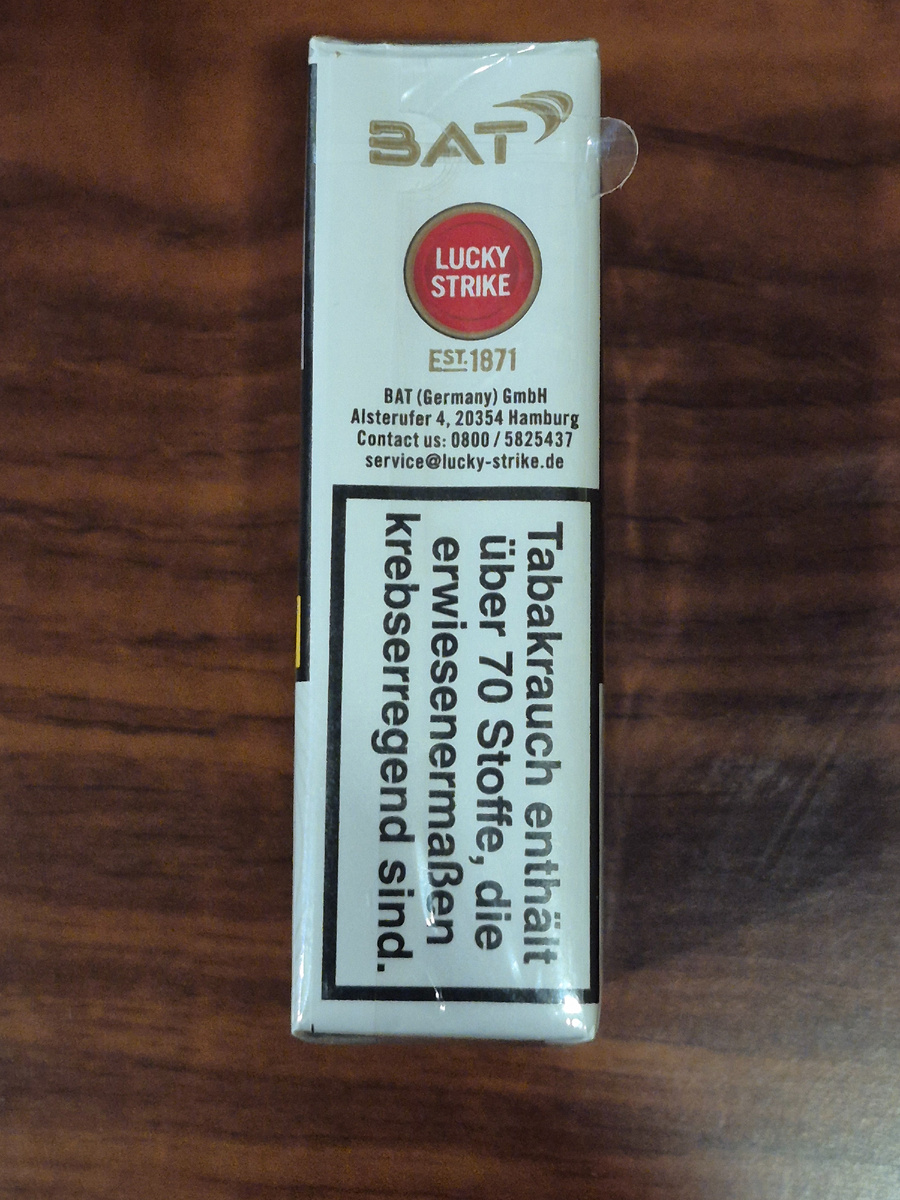 BAT
LUCKY
STRIKE
EST.1871
BAT (Germany) GmbH
Alsterufer 4, 20354 Hamburg
Contact us: 0800 / 5825437
service@lucky-strike.de
Tabakrauch enthält
über 70 Stoffe, die
erwiesenermaßen
krebserregend sind.